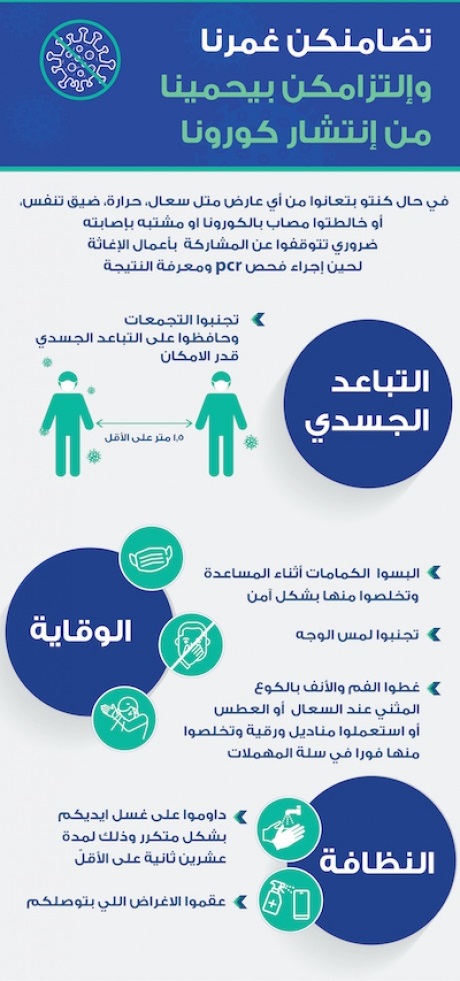 تضامنكن غمرنا
وإلتزامكن بيحمينا
من إنتشار كورونا
في حال كنتو بتعانوا من أي عارض متل سعال، حرارة، ضيق تنفس،
أو خالطتوا مصاب بالكورونا او مشتبه بإصابته
ضروري تتوقفوا عن المشاركة بأعمال الإغاثة
لحين إجراء فحص pcr ومعرفة النتيجة
التباعد
الجسدي
تجنبوا التجمعات
وحافظوا على التباعد الجسدي
قدر الامكان
١,٥ متر على الأقل
الوقاية
البسوا الكمامات أثناء المساعدة
وتخلصوا منها بشكل آمن
تجنبوا لمس الوجه
غطوا الفم والأنف بالكوع
المثني عند السعال أو العطس
أو استعملوا مناديل ورقية وتخلصوا
منها فورا في سلة المهملات
النظافة
داوموا على غسل ايديكم
بشكل متكرر وذلك لمدة
عشرين ثانية على الأقلّ
عقموا الاغراض اللي بتوصلكم